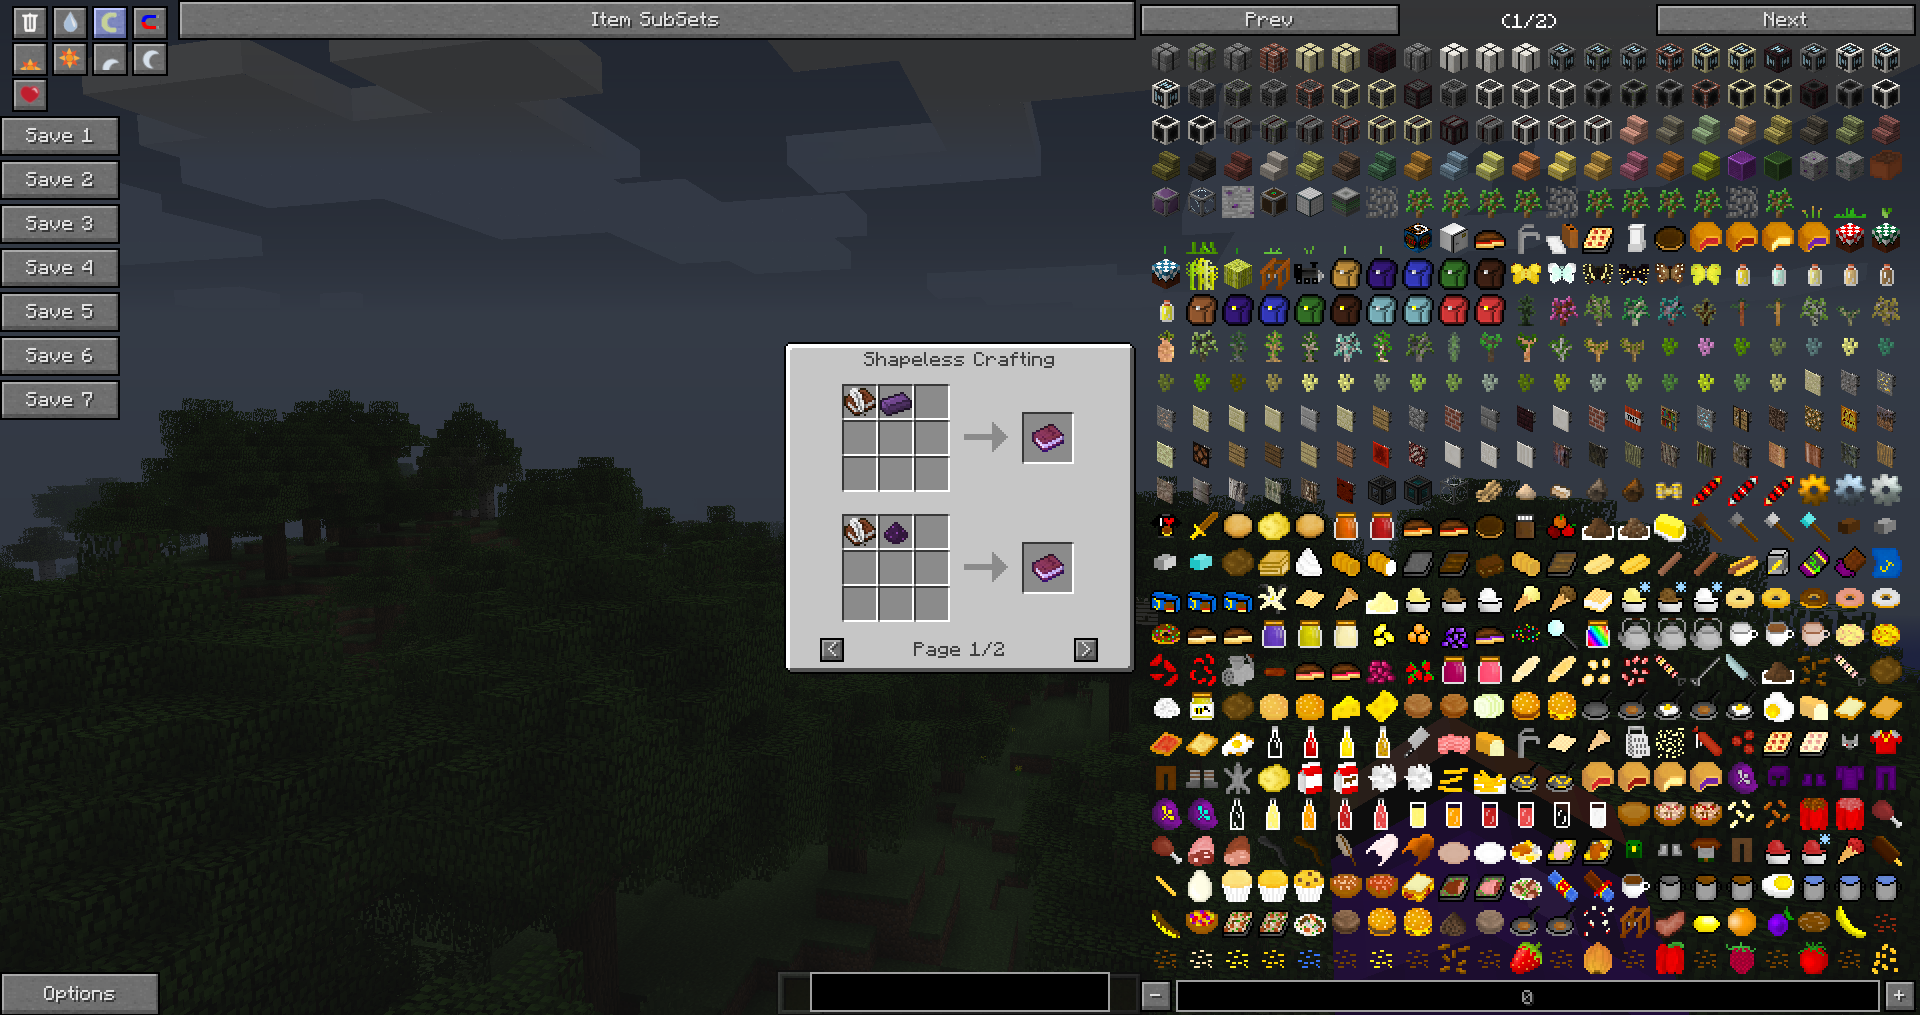 Item SubSets
Prev
(1/2)
Next
Save 1
Save 2
Save 3
Save 4
Save 5
Save 6
Save 7
Shapeless Crafting
Page 1/2
Options
0